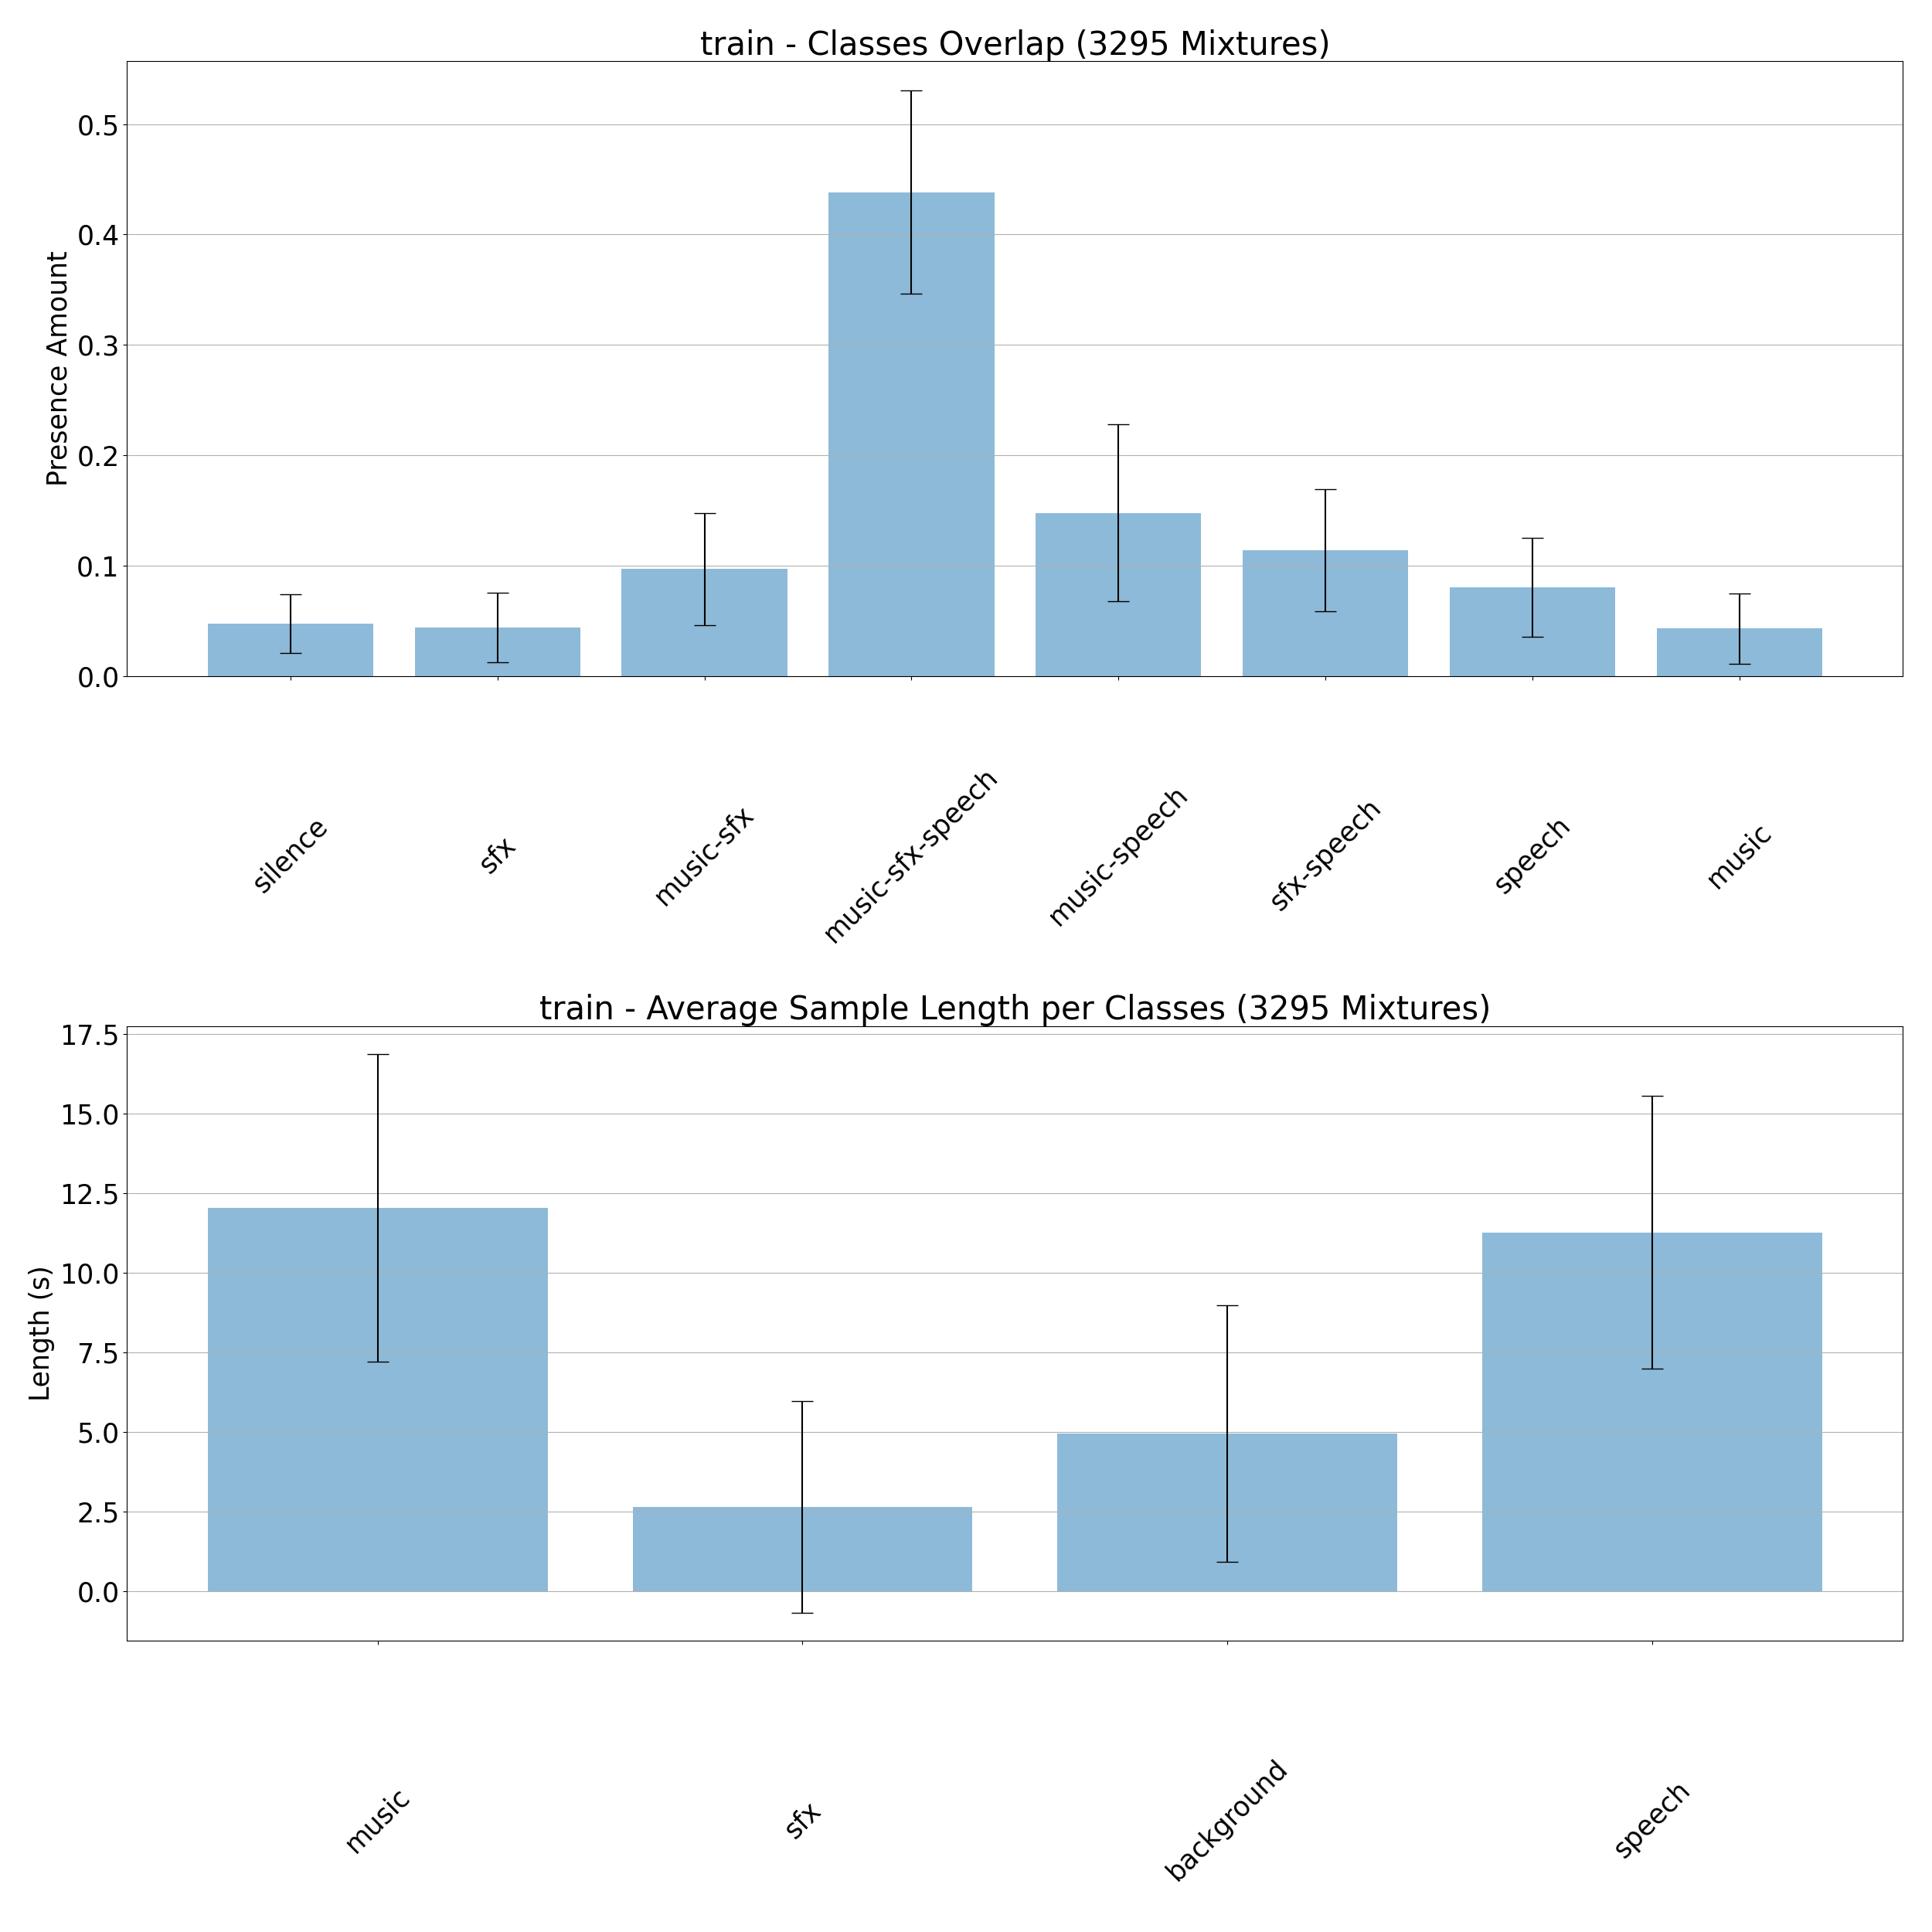 train - Classes Overlap (3295 Mixtures)
Presence Amount
0.5
0.4
0.3
0.2
0.1
0.0
silence
sfx
music-sfx
music-sfx-speech
music-speech
sfx-speech
speech
music
train - Average Sample Length per Classes (3295 Mixtures)
Length (s)
17.5
15.0
12.5
10.0
7.5
5.0
2.5
0.0
music
sfx
background
speech